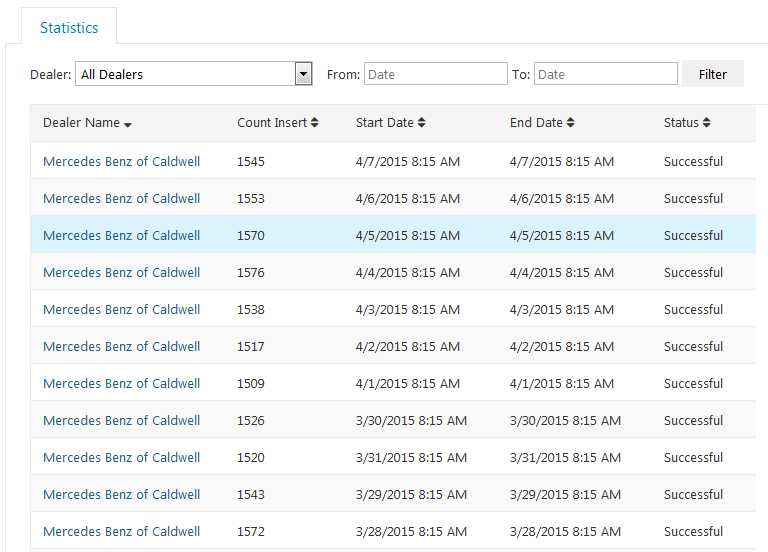 Statistics
Dealer: All Dealers From: Date To: Date Filter
Dealer Name Count Insert Start Date End Date Status
Mercedes Benz of Caldwell 1545 4/7/2015 8:15 AM 4/7/2015 8:15 AM Successful
Mercedes Benz of Caldwell 1553 4/6/2015 8:15 AM 4/6/2015 8:15 AM Successful
Mercedes Benz of Caldwell 1570 4/5/2015 8:15 AM 4/5/2015 8:15 AM Successful
Mercedes Benz of Caldwell 1576 4/4/2015 8:15 AM 4/4/2015 8:15 AM Successful
Mercedes Benz of Caldwell 1538 4/3/2015 8:15 AM 4/3/2015 8:15 AM Successful
Mercedes Benz of Caldwell 1517 4/2/2015 8:15 AM 4/2/2015 8:15 AM Successful
Mercedes Benz of Caldwell 1509 4/1/2015 8:15 AM 4/1/2015 8:15 AM Successful
Mercedes Benz of Caldwell 1526 3/30/2015 8:15 AM 3/30/2015 8:15 AM Successful
Mercedes Benz of Caldwell 1520 3/31/2015 8:15 AM 3/31/2015 8:15 AM Successful
Mercedes Benz of Caldwell 1543 3/29/2015 8:15 AM 3/29/2015 8:15 AM Successful
Mercedes Benz of Caldwell 1572 3/28/2015 8:15 AM 3/28/2015 8:15 AM Successful